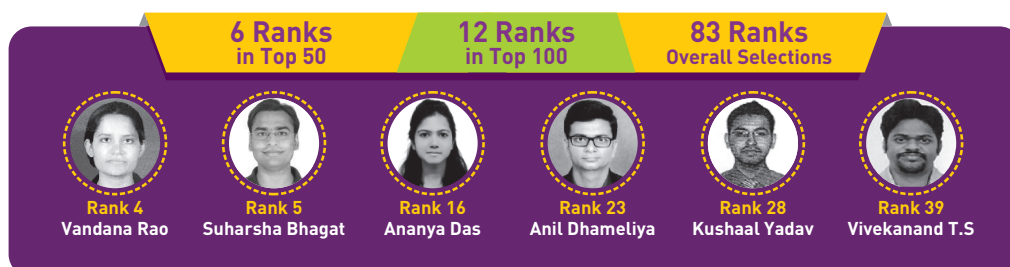 6 Ranks
in Top 50
12 Ranks
in Top 100
83 Ranks
Overall Selections
Rank 4
Vandana Rao
Rank 5
Suharsha Bhagat
Rank 16
Ananya Das
Rank 23
Anil Dhameliya
Rank 28
Kushaal Yadav
Rank 39
Vivekanand T.S